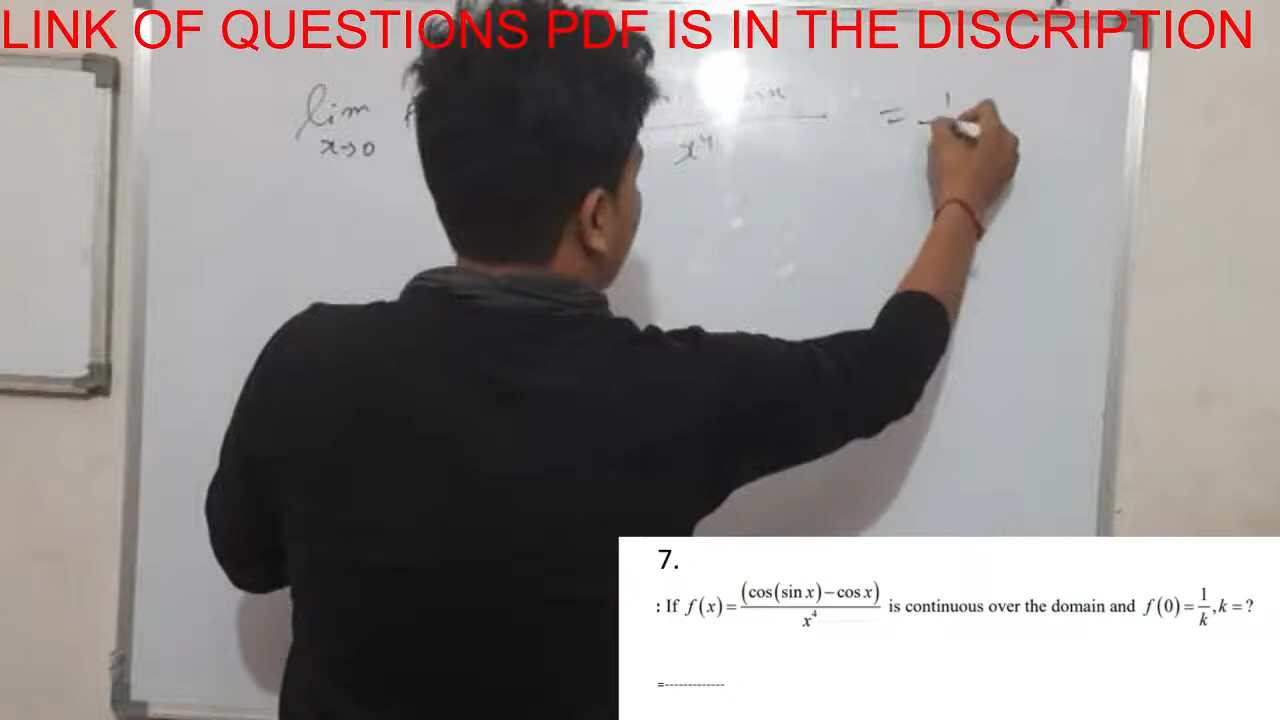 LINK OF QUESTIONS PDF IS IN THE DISCRIPTION
lim
x→0
x⁴
= 1
7.
: If f(x)=(cos(sin x)−cos x)/x⁴ is continuous over the domain and f(0)=1/k, k=?
=-------------